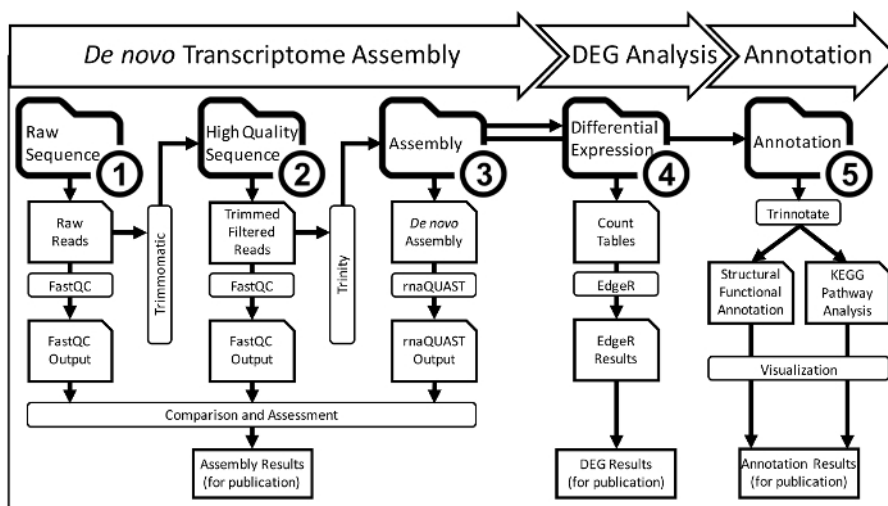 De novo Transcriptome Assembly
DEG Analysis
Annotation
Raw
Sequence
1
High Quality
Sequence
2
Assembly
3
Differential
Expression
4
Annotation
5
Raw
Reads
Trimmomatic
Trimmed
Filtered
Reads
Trinity
De novo
Assembly
Count
Tables
Trinnotate
FastQC
FastQC
rnaQUAST
EdgeR
Structural
Functional
Annotation
KEGG
Pathway
Analysis
FastQC
Output
FastQC
Output
rnaQUAST
Output
EdgeR
Results
Visualization
Comparison and Assessment
Assembly Results
(for publication)
DEG Results
(for publication)
Annotation Results
(for publication)